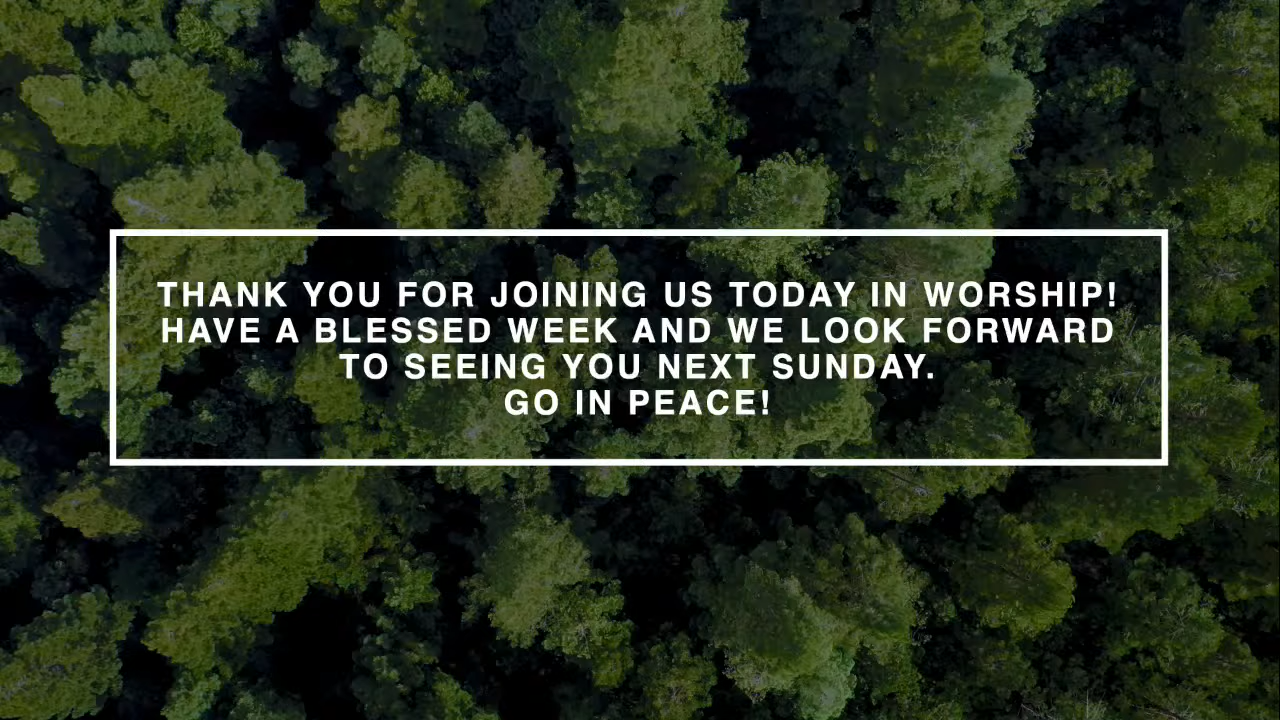 THANK YOU FOR JOINING US TODAY IN WORSHIP!
HAVE A BLESSED WEEK AND WE LOOK FORWARD
TO SEEING YOU NEXT SUNDAY.
GO IN PEACE!